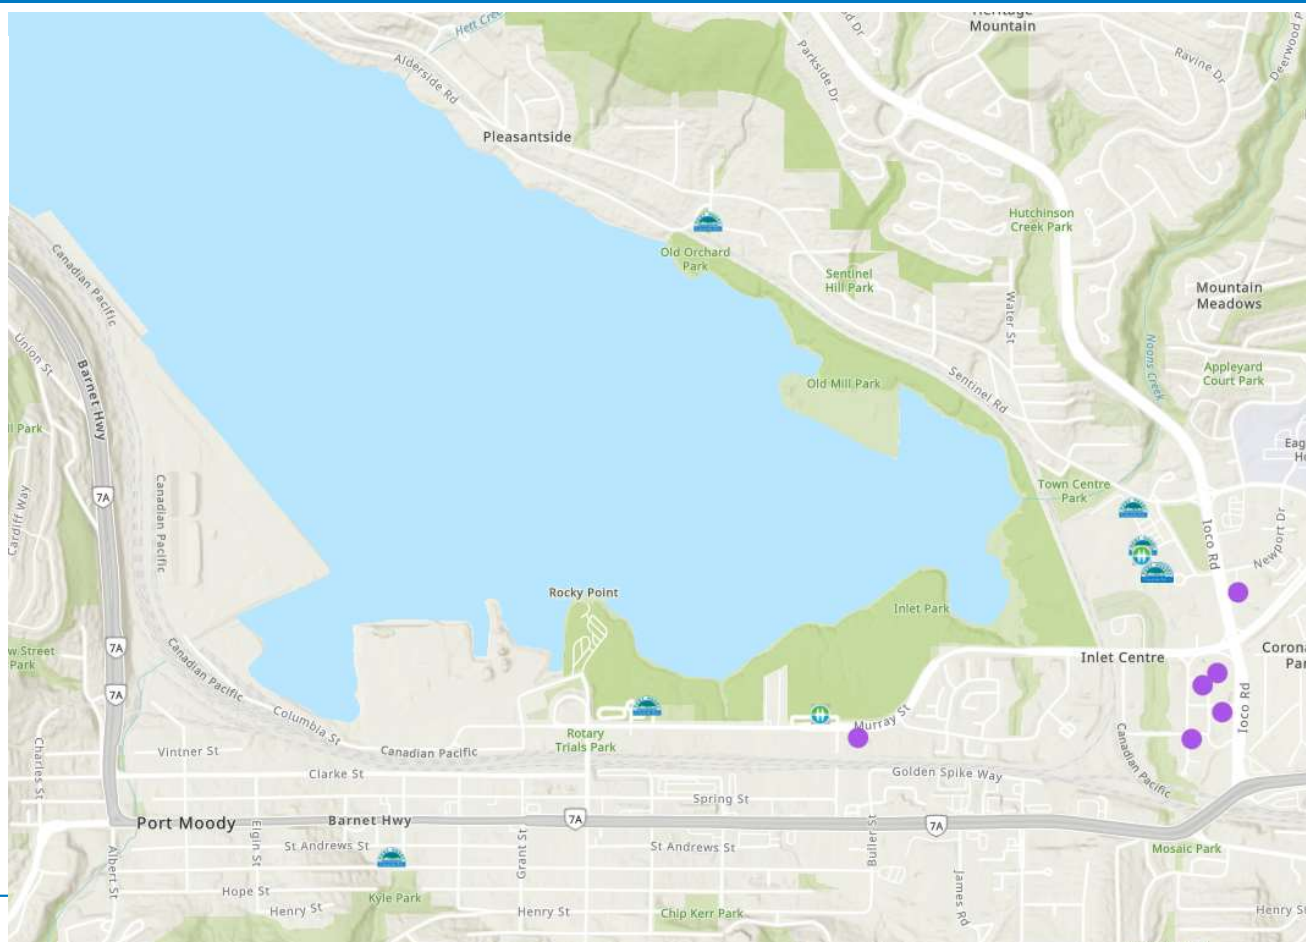 Hett Creek
Heritage
Mountain
Parkside Dr
Ravine Dr
Alderside Rd
Pleasantside
Hutchinson
Creek Park
Old Orchard
Park
Canadian Pacific
Sentinel
Hill Park
Water St
Mountain
Meadows
Union St
Noons Creek
Barnet Hwy
Sentinel Rd
Old Mill Park
Appleyard
Court Park
Park
Town Centre
Park
7A
Canadian Pacific
Cardiff Way
Ioco Rd
Newport Dr
Rocky Point
Inlet Park
7A
Park
Canadian Pacific
Inlet Centre
7A
Ioco Rd
Columbia St
Murray St
Rotary
Trials Park
Charles St
Vintner St
Canadian Pacific
Canadian Pacific
Clarke St
Golden Spike Way
Spring St
Port Moody
Barnet Hwy
7A
7A
Elgin St
St Andrews St
Grant St
St Andrews St
Buller St
Mosaic Park
Albert St
Hope St
Kyle Park
Henry St
Henry St
Chip Kerr Park
James Rd
Henry St